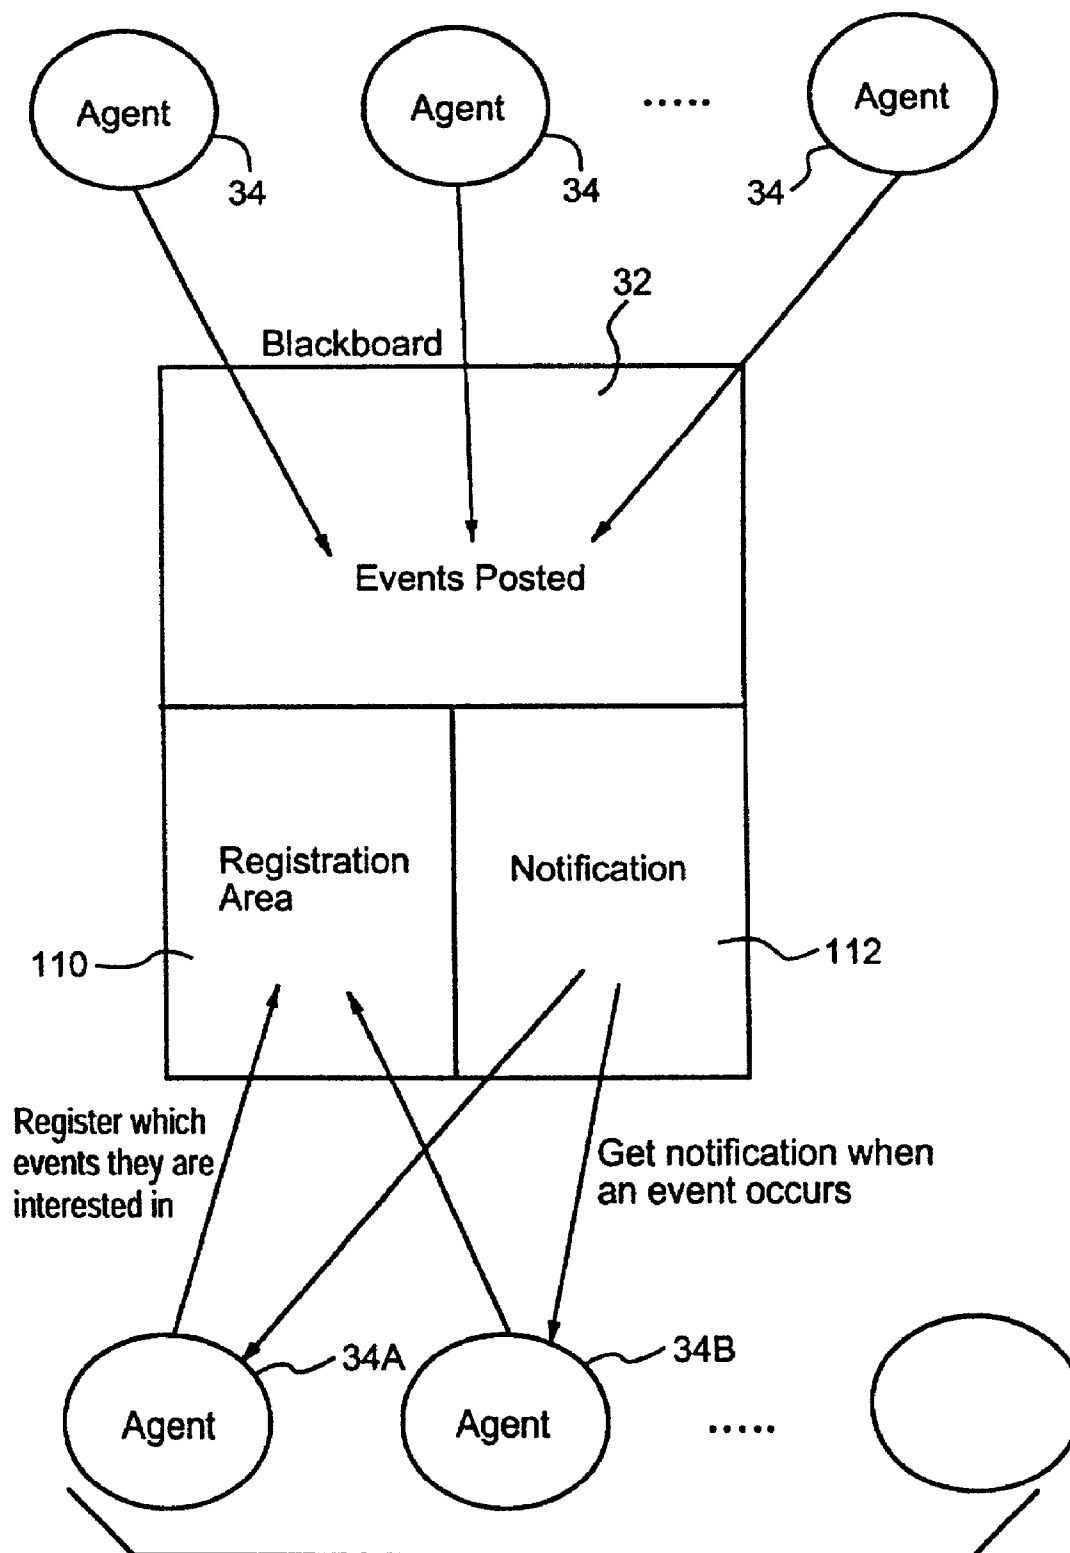 Agent
Agent
.....
Agent
34
34
34
32
Blackboard
Events Posted
Registration
Area
Notification
110
112
Register which
events they are
interested in
Get notification when
an event occurs
34A
34B
Agent
Agent
.....